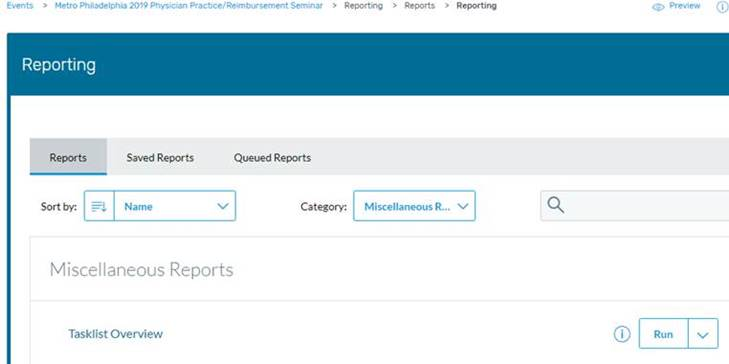 Events > Metro Philadelphia 2019 Physician Practice/Reimbursement Seminar > Reporting > Reports > Reporting Preview
Reporting
Reports Saved Reports Queued Reports
Sort by: Name Category: Miscellaneous R...
Miscellaneous Reports
Tasklist Overview Run